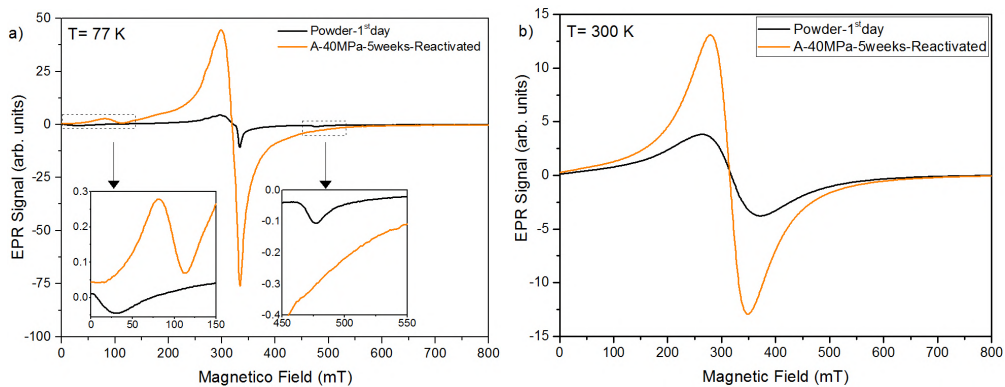 a)
T= 77 K
Powder-1st day
A-40MPa-5weeks-Reactivated
EPR Signal (arb. units)
50
25
0
-25
-50
-75
-100
0.3
0.2
0.1
0.0
0 50 100 150
0.0
-0.1
-0.2
-0.3
-0.4
450 500 550
0 100 200 300 400 500 600 700 800
Magnetico Field (mT)
b)
T= 300 K
Powder-1st day
A-40MPa-5weeks-Reactivated
EPR Signal (arb. units)
15
10
5
0
-5
-10
-15
0 100 200 300 400 500 600 700 800
Magnetic Field (mT)